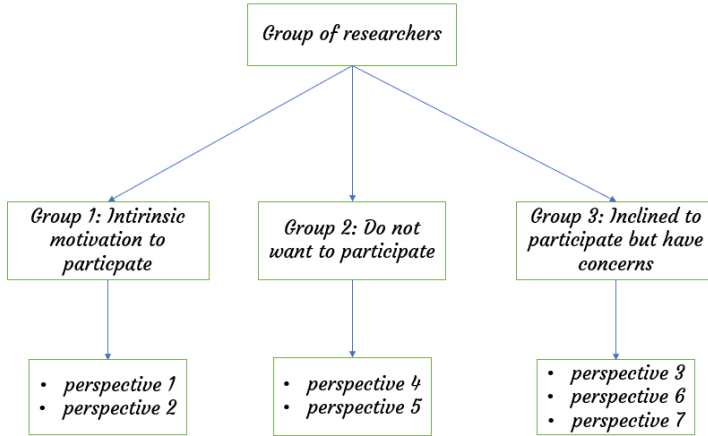 Group of researchers
Group 1: Intirinsic
motivation to
particpate
Group 2: Do not
want to participate
Group 3: Inclined to
participate but have
concerns
• perspective 1
• perspective 2
• perspective 4
• perspective 5
• perspective 3
• perspective 6
• perspective 7